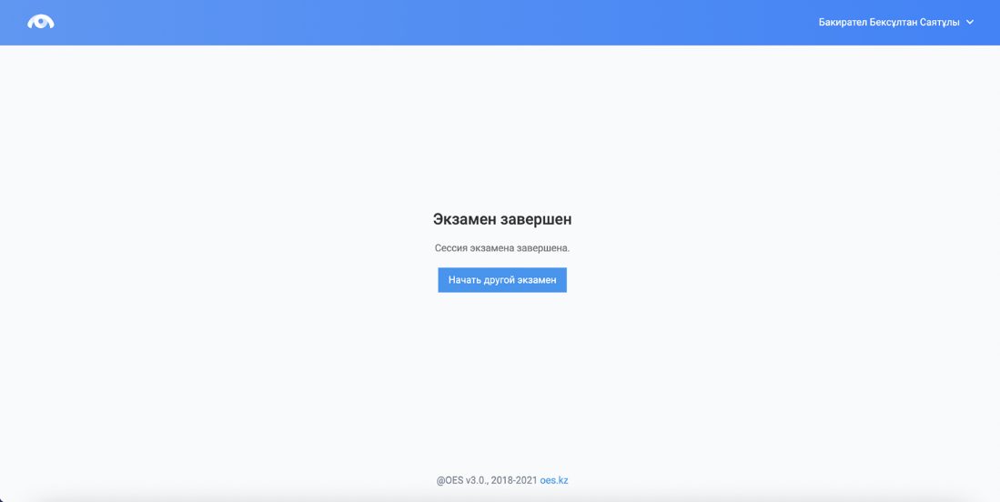 Бакирател Бексұлтан Саятұлы
Экзамен завершен
Сессия экзамена завершена.
Начать другой экзамен
@OES v3.0., 2018-2021 oes.kz